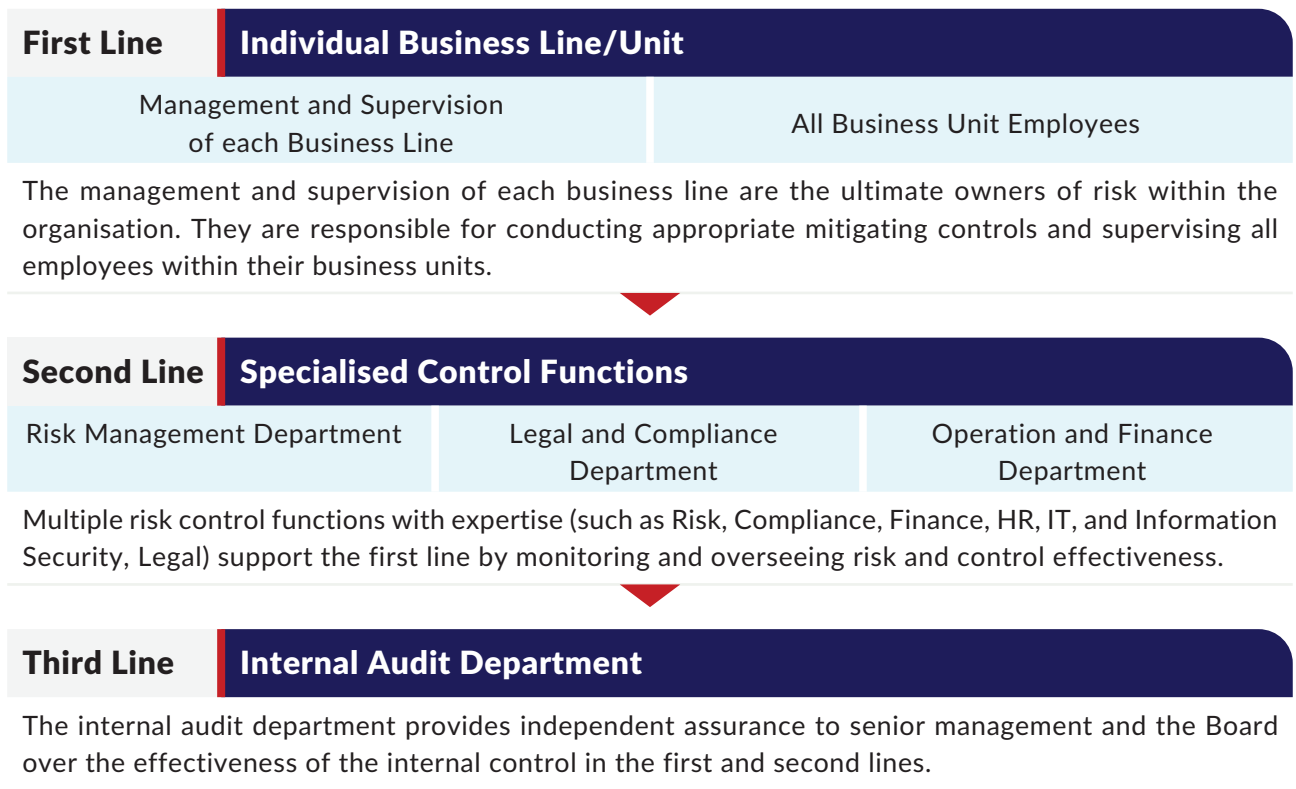 First Line
Individual Business Line/Unit
Management and Supervision
of each Business Line
All Business Unit Employees
The management and supervision of each business line are the ultimate owners of risk within the
organisation. They are responsible for conducting appropriate mitigating controls and supervising all
employees within their business units.
Second Line
Specialised Control Functions
Risk Management Department
Legal and Compliance
Department
Operation and Finance
Department
Multiple risk control functions with expertise (such as Risk, Compliance, Finance, HR, IT, and Information
Security, Legal) support the first line by monitoring and overseeing risk and control effectiveness.
Third Line
Internal Audit Department
The internal audit department provides independent assurance to senior management and the Board
over the effectiveness of the internal control in the first and second lines.